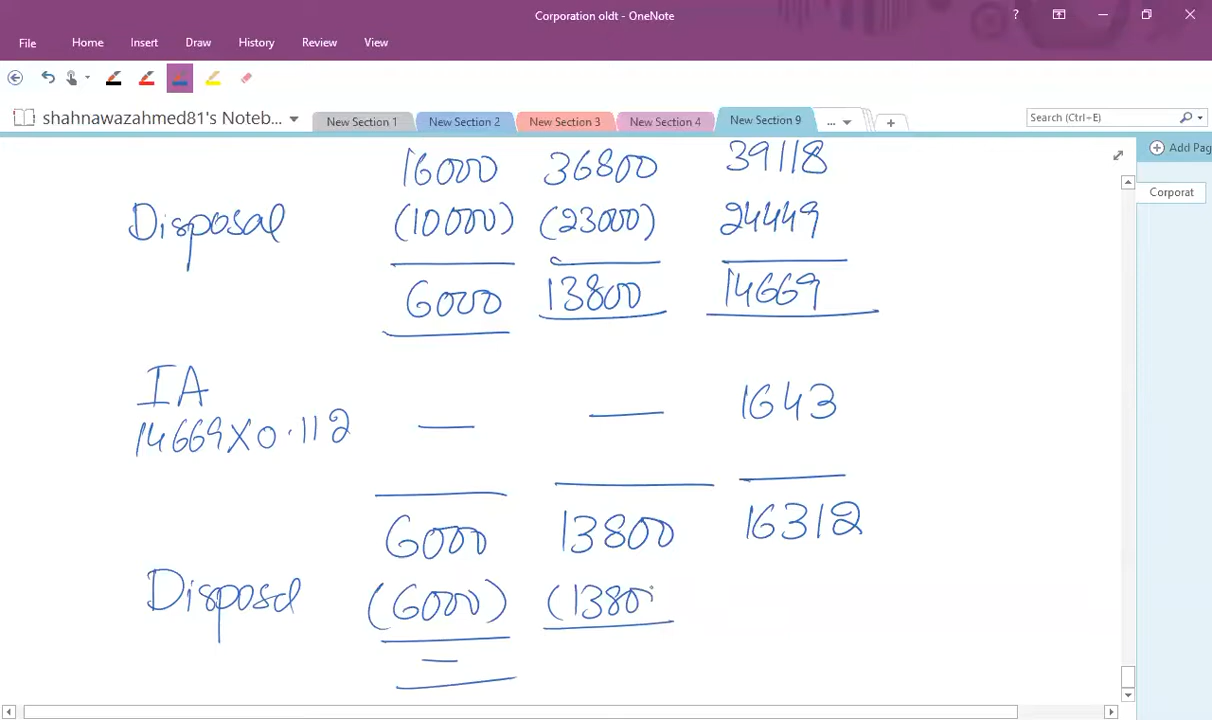 Corporation oldt - OneNote
?
File Home Insert Draw History Review View
shahnawazahmed81's Noteb... New Section 1 New Section 2 New Section 3 New Section 4 New Section 9 ... + Search (Ctrl+E)
Add Pag
Corporat
16000 36800 39118
Disposal (10000) (23000) 24449
6000 13800 14669
IA
14669X0.112 — — 1643
6000 13800 16312
Disposal (6000) (1380
—